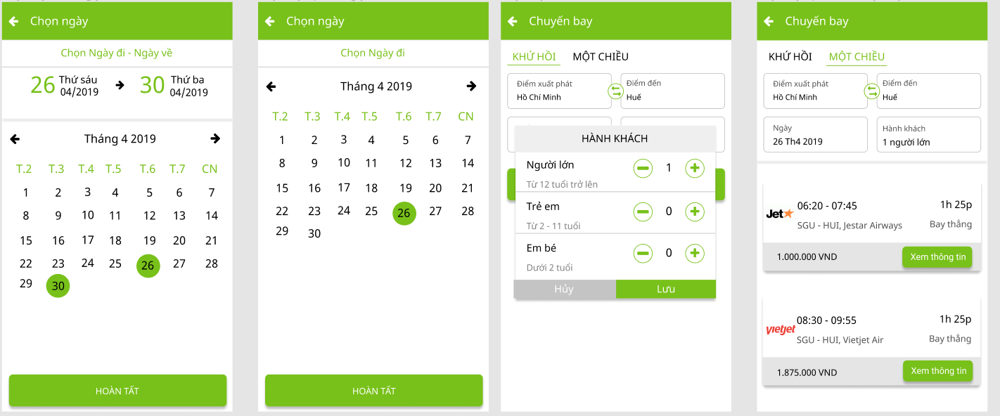 Chọn ngày
Chọn Ngày đi - Ngày về
26 Thứ sáu 30 Thứ ba
04/2019 04/2019
Tháng 4 2019
T.2 T.3 T.4 T.5 T.6 T.7 CN
1 2 3 4 5 6 7
8 9 10 11 12 13 14
15 16 17 18 19 20 21
22 23 24 25 26 27 28
29 30
HOÀN TẤT
Chọn ngày
Chọn Ngày đi
Tháng 4 2019
T.2 T.3 T.4 T.5 T.6 T.7 CN
1 2 3 4 5 6 7
8 9 10 11 12 13 14
15 16 17 18 19 20 21
22 23 24 25 26 27 28
29 30
HOÀN TẤT
Chuyến bay
KHỨ HỒI MỘT CHIỀU
Điểm xuất phát Điểm đến
Hồ Chí Minh Huế
HÀNH KHÁCH
Người lớn 1
Từ 12 tuổi trở lên
Trẻ em 0
Từ 2 - 11 tuổi
Em bé 0
Dưới 2 tuổi
Hủy Lưu
Chuyến bay
KHỨ HỒI MỘT CHIỀU
Điểm xuất phát Điểm đến
Hồ Chí Minh Huế
Ngày Hành khách
26 Th4 2019 1 người lớn
Jet 06:20 - 07:45 1h 25p
SGU - HUI, Jestar Airways Bay thẳng
1.000.000 VND Xem thông tin
vietjet 08:30 - 09:55 1h 25p
SGU - HUI, Vietjet Air Bay thẳng
1.875.000 VND Xem thông tin